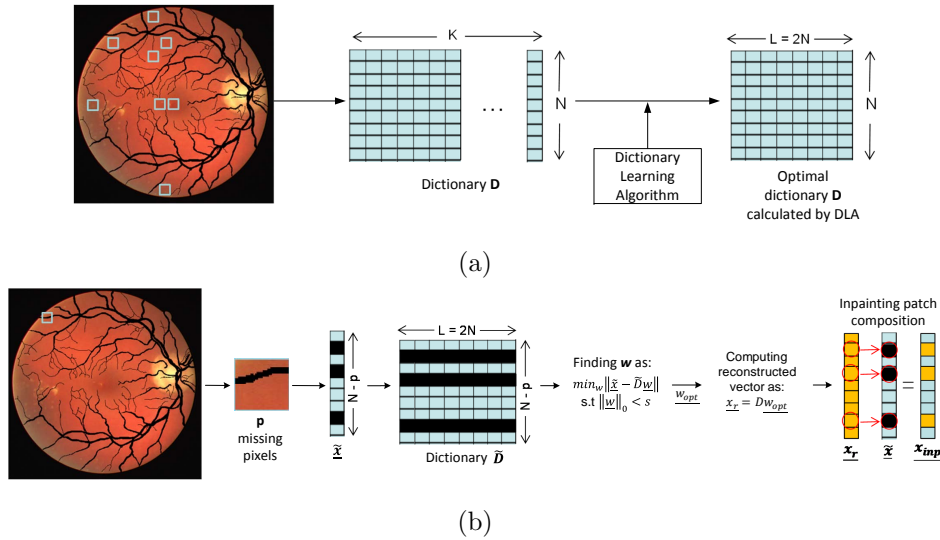 K
N
...
Dictionary D
Dictionary
Learning
Algorithm
L = 2N
N
Optimal
dictionary D
calculated by DLA
(a)
p
missing
pixels
N - p
x̃
L = 2N
N - p
Dictionary D̃
Finding w as:
min_w‖x̃ − D̃w‖
s.t ‖w‖₀ < s
w_opt
Computing
reconstructed
vector as:
x_r = Dw_opt
Inpainting patch
composition
=
x_r
x̃
x_inp
(b)